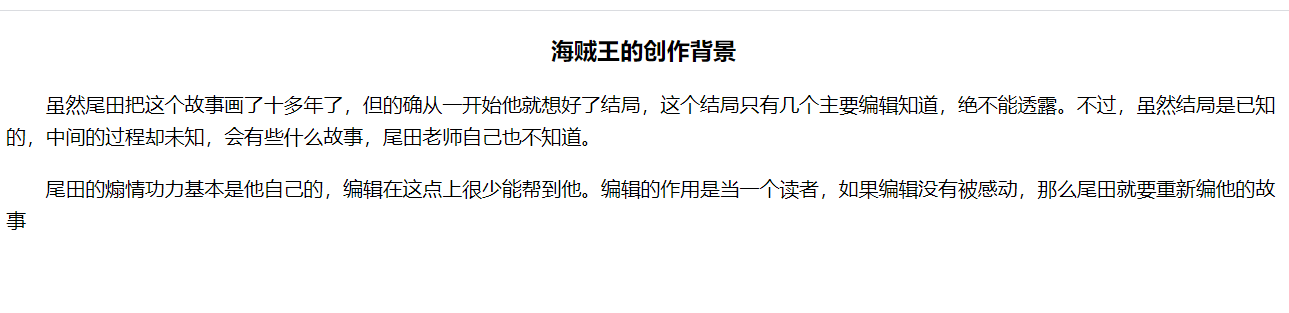 海贼王的创作背景
虽然尾田把这个故事画了十多年了，但的确从一开始他就想好了结局，这个结局只有几个主要编辑知道，绝不能透露。不过，虽然结局是已知
的，中间的过程却未知，会有些什么故事，尾田老师自己也不知道。
尾田的煽情功力基本是他自己的，编辑在这点上很少能帮到他。编辑的作用是当一个读者，如果编辑没有被感动，那么尾田就要重新编他的故
事